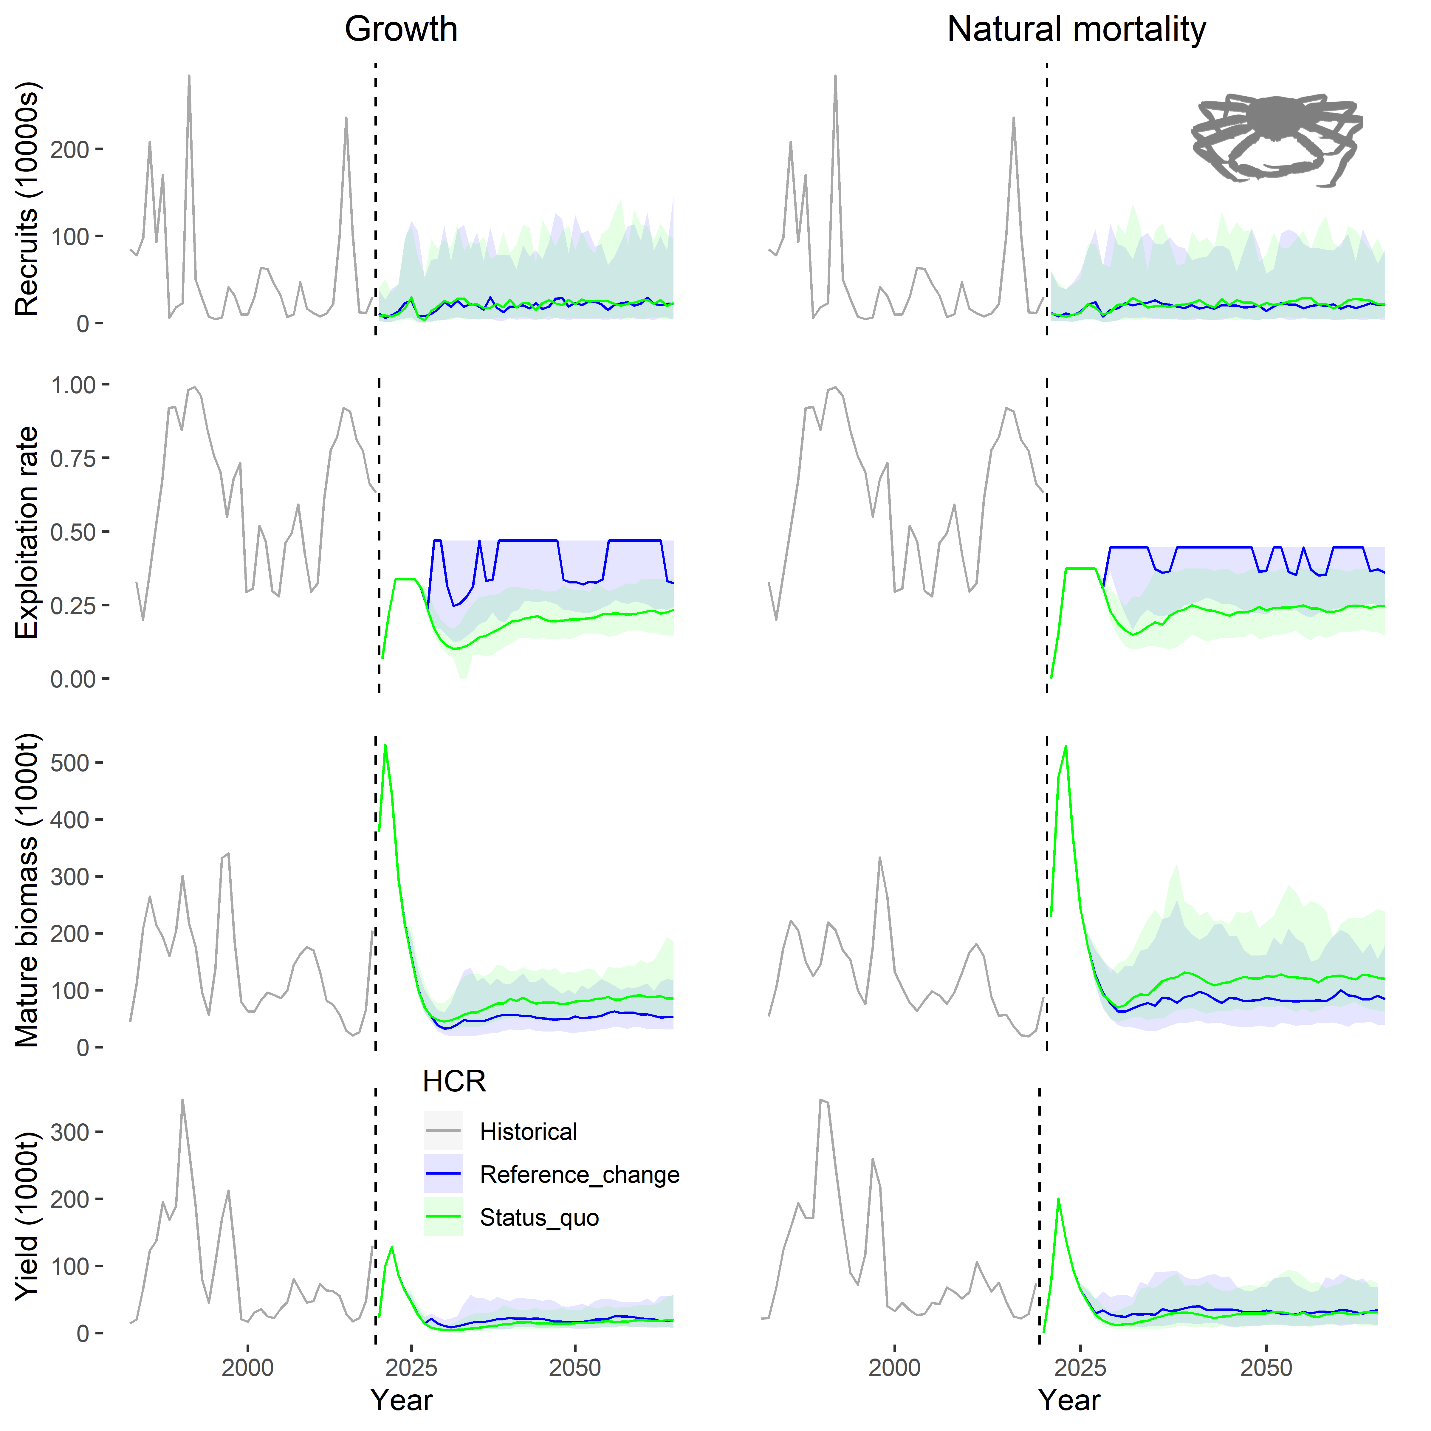 Growth
Natural mortality
Recruits (10000s)
200
100
0
Exploitation rate
1.00
0.75
0.50
0.25
0.00
Mature biomass (1000t)
500
400
300
200
100
0
HCR
Historical
Reference_change
Status_quo
Yield (1000t)
300
200
100
0
2000
2025
2050
2000
2025
2050
Year
Year